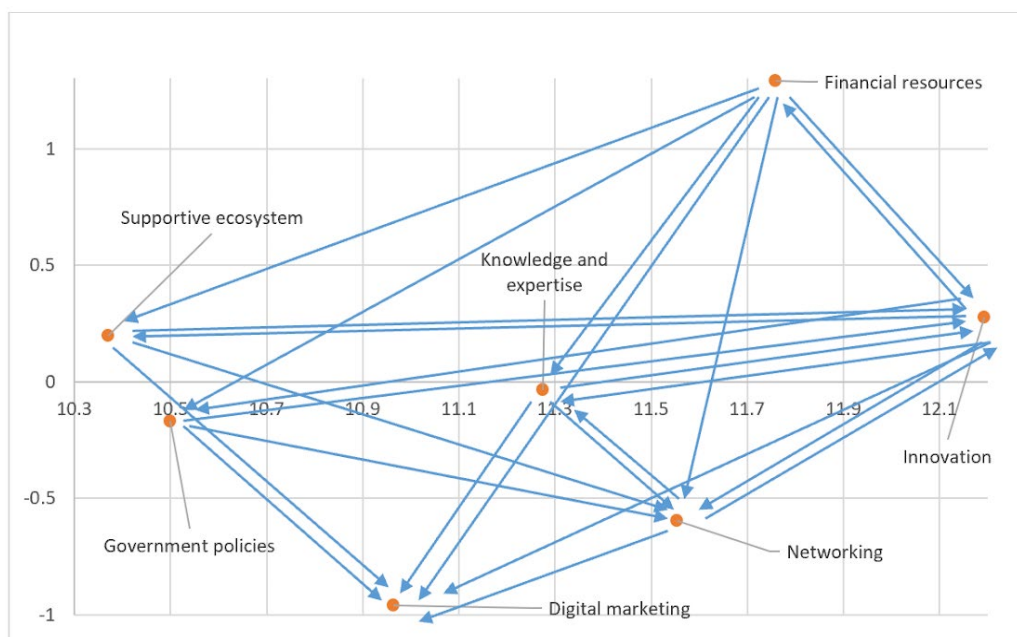 Financial resources
1
Supportive ecosystem
Knowledge and
expertise
0.5
0
10.3 10.5 10.7 10.9 11.1 11.3 11.5 11.7 11.9 12.1
Innovation
-0.5
Government policies
Networking
Digital marketing
-1